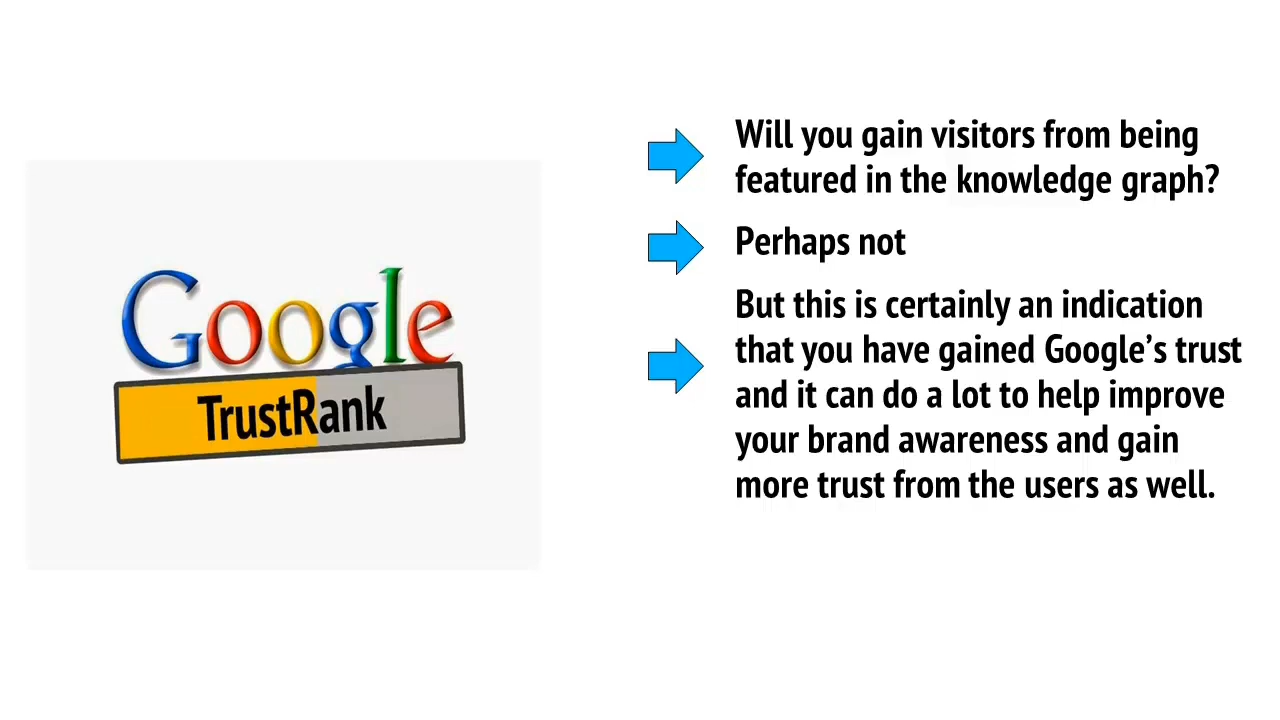 Google
TrustRank
Will you gain visitors from being
featured in the knowledge graph?
Perhaps not
But this is certainly an indication
that you have gained Google’s trust
and it can do a lot to help improve
your brand awareness and gain
more trust from the users as well.